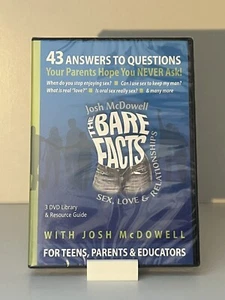 43 ANSWERS TO QUESTIONS
Your Parents Hope You NEVER Ask!
When do you stop enjoying sex? Can I use sex to keep my man?
What is real "love?" Is oral sex really sex? & many more
Josh McDowell
THE BARE FACTS
SEX, LOVE & RELATIONSHIPS
3 DVD Library
& Resource Guide
WITH JOSH McDOWELL
FOR TEENS, PARENTS & EDUCATORS